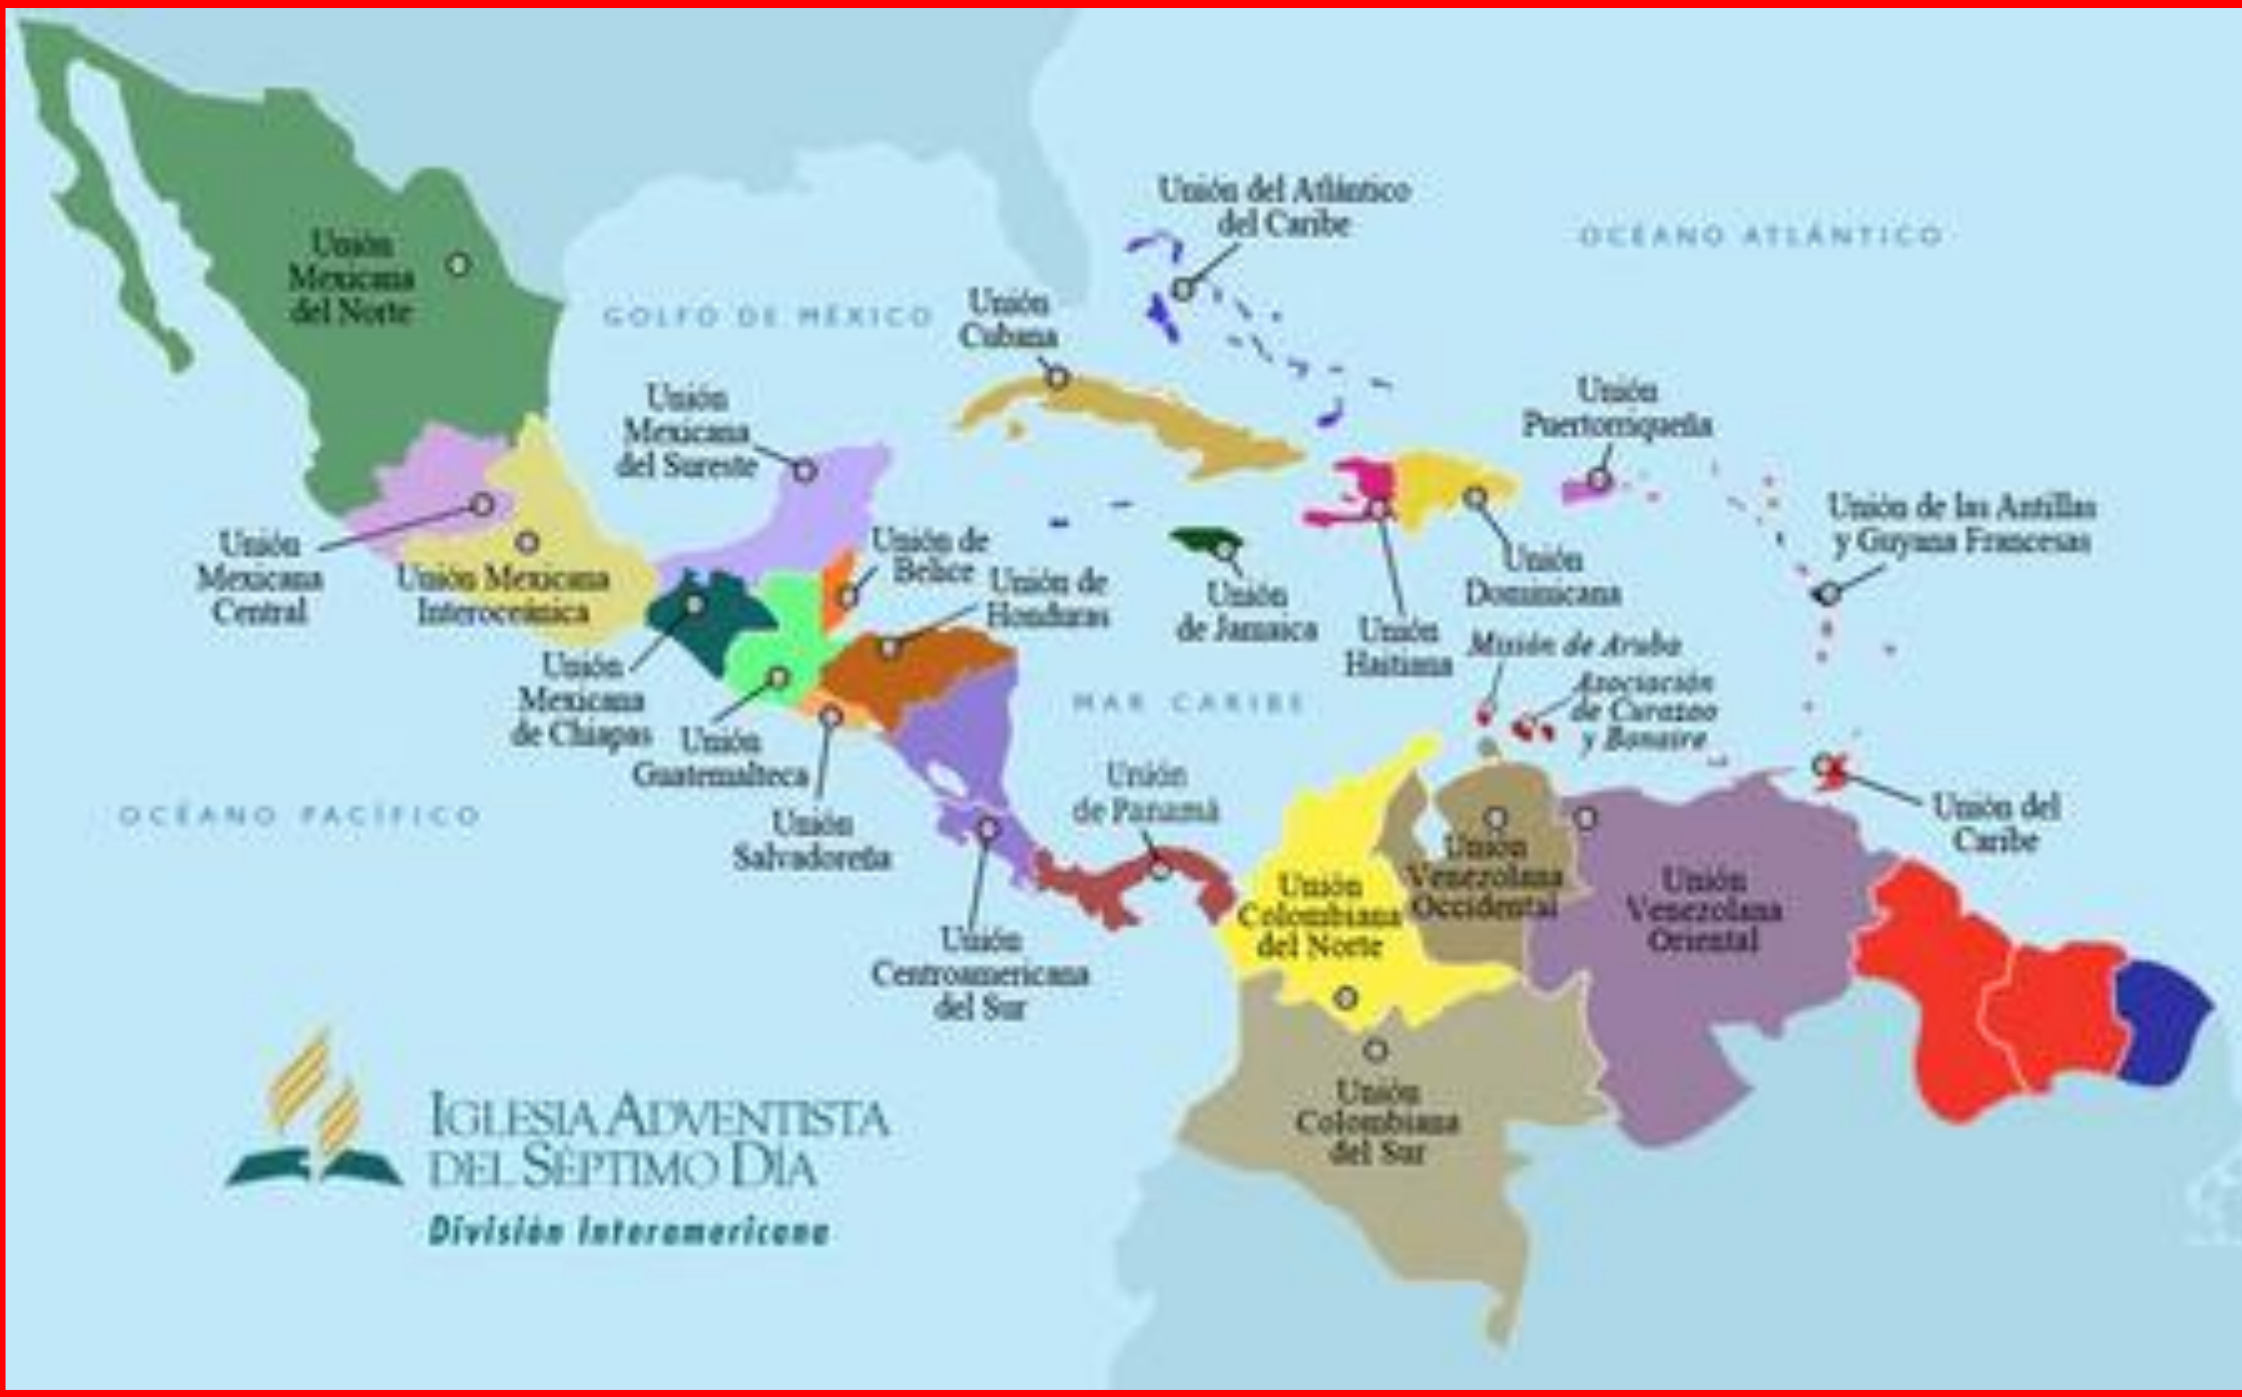 Unión del Atlántico
del Caribe
OCÉANO ATLÁNTICO
Unión
Mexicana
del Norte
GOLFO DE MÉXICO
Unión
Cubana
Unión
Mexicana
del Sureste
Unión
Puertorriqueña
Unión de las Antillas
y Guyana Francesas
Unión
Mexicana
Central
Unión Mexicana
Interoceánica
Unión de
Belice
Unión de
Honduras
Unión
de Jamaica
Unión
Haitiana
Unión
Dominicana
Misión de Aruba
Asociación
de Curazao
y Bonaire
Unión
Mexicana
de Chiapas
Unión
Guatemalteca
MAR CARIBE
OCÉANO PACÍFICO
Unión
Salvadoreña
Unión
de Panamá
Unión del
Caribe
Unión
Centroamericana
del Sur
Unión
Colombiana
del Norte
Unión
Venezolana
Occidental
Unión
Venezolana
Oriental
Unión
Colombiana
del Sur
IGLESIA ADVENTISTA
DEL SÉPTIMO DÍA
División Interamericana